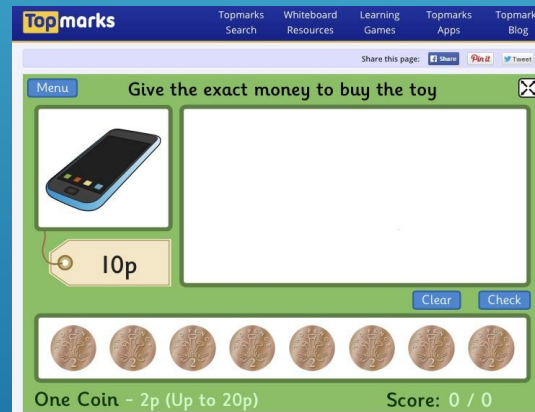 Topmarks
Topmarks Search
Whiteboard Resources
Learning Games
Topmarks Apps
Topmark Blog
Share this page: Share Pin it Tweet
Menu
Give the exact money to buy the toy
10p
Clear
Check
One Coin - 2p (Up to 20p)
Score: 0 / 0